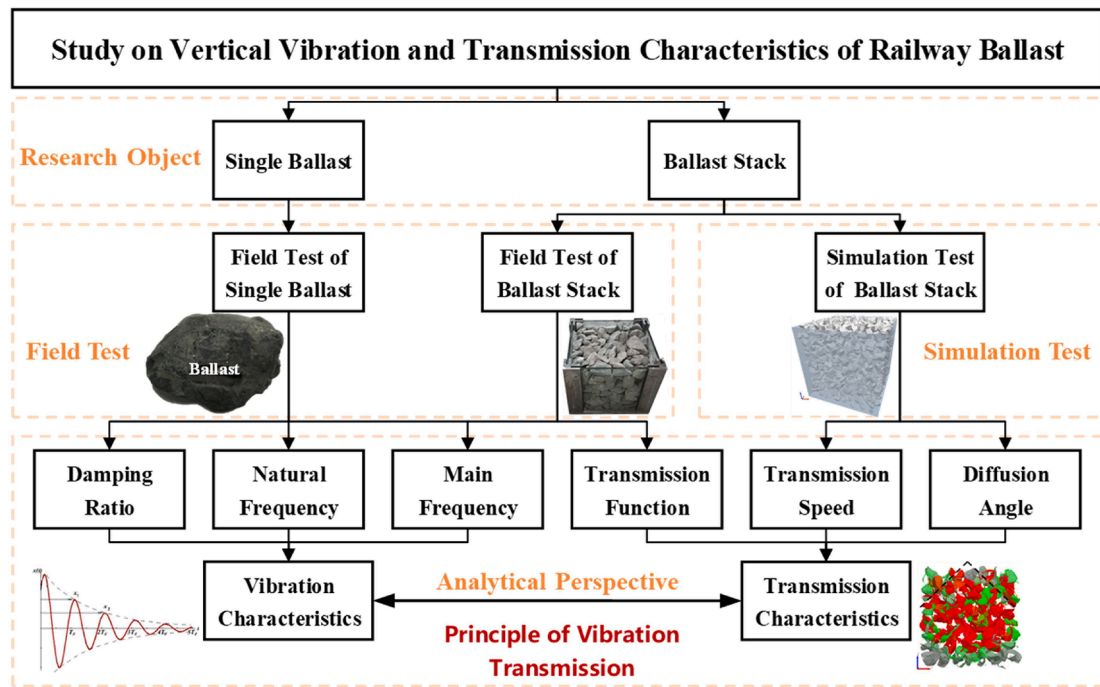 Study on Vertical Vibration and Transmission Characteristics of Railway Ballast
Research Object
Single Ballast
Ballast Stack
Field Test of
Single Ballast
Field Test of
Ballast Stack
Simulation Test
of Ballast Stack
Field Test
Ballast
Simulation Test
Damping
Ratio
Natural
Frequency
Main
Frequency
Transmission
Function
Transmission
Speed
Diffusion
Angle
Vibration
Characteristics
Analytical Perspective
Transmission
Characteristics
Principle of Vibration
Transmission